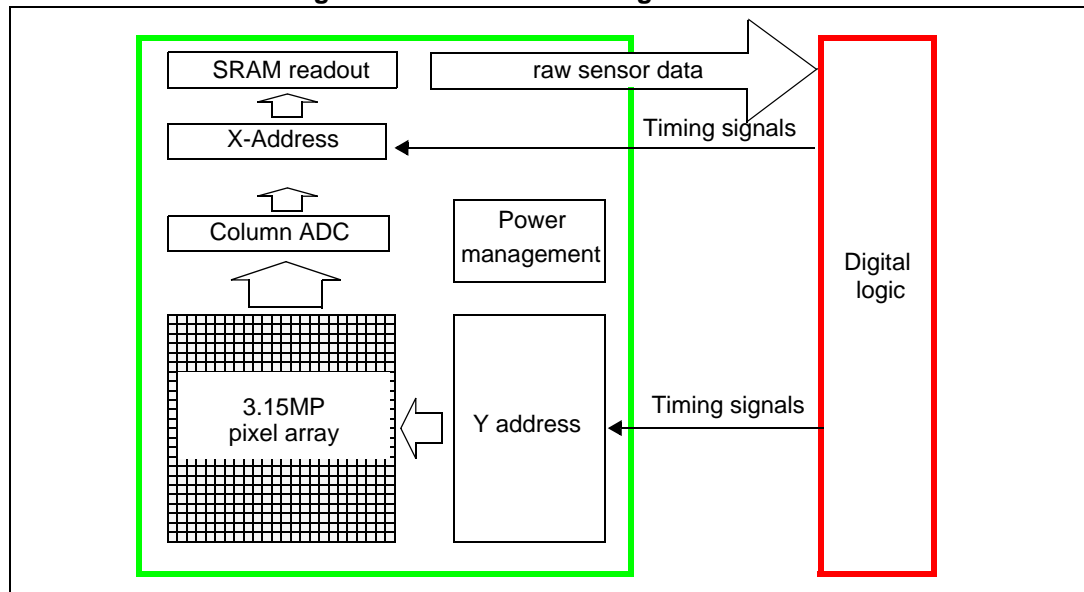 SRAM readout
raw sensor data
Timing signals
X-Address
Column ADC
Power
management
Digital
logic
3.15MP
pixel array
Y address
Timing signals